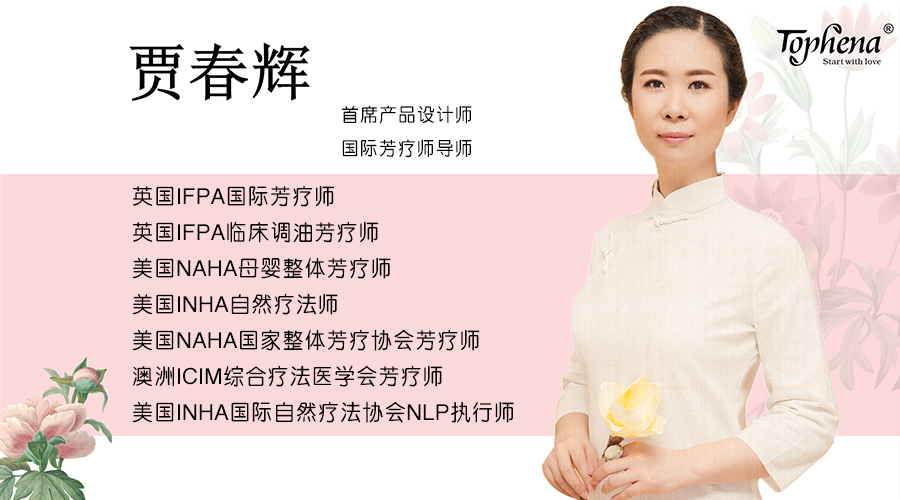 贾春辉
首席产品设计师
国际芳疗师导师
Tophena®
Start with love
英国IFPA国际芳疗师
英国IFPA临床调油芳疗师
美国NAHA母婴整体芳疗师
美国INHA自然疗法师
美国NAHA国家整体芳疗协会芳疗师
澳洲ICIM综合疗法医学会芳疗师
美国INHA国际自然疗法协会NLP执行师